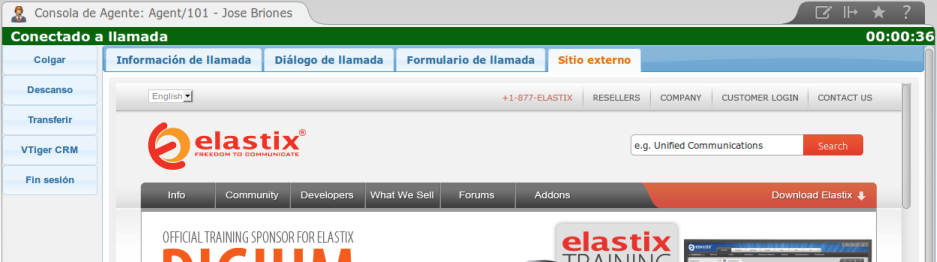 Consola de Agente: Agent/101 - Jose Briones
?
Conectado a llamada 00:00:36
Colgar
Descanso
Transferir
VTiger CRM
Fin sesión
Información de llamada Diálogo de llamada Formulario de llamada Sitio externo
English +1-877-ELASTIX RESELLERS COMPANY CUSTOMER LOGIN CONTACT US
elastix®
FREEDOM TO COMMUNICATE
e.g. Unified Communications Search
Info Community Developers What We Sell Forums Addons Download Elastix
OFFICIAL TRAINING SPONSOR FOR ELASTIX
DIGIUM
elastix
TRAINING